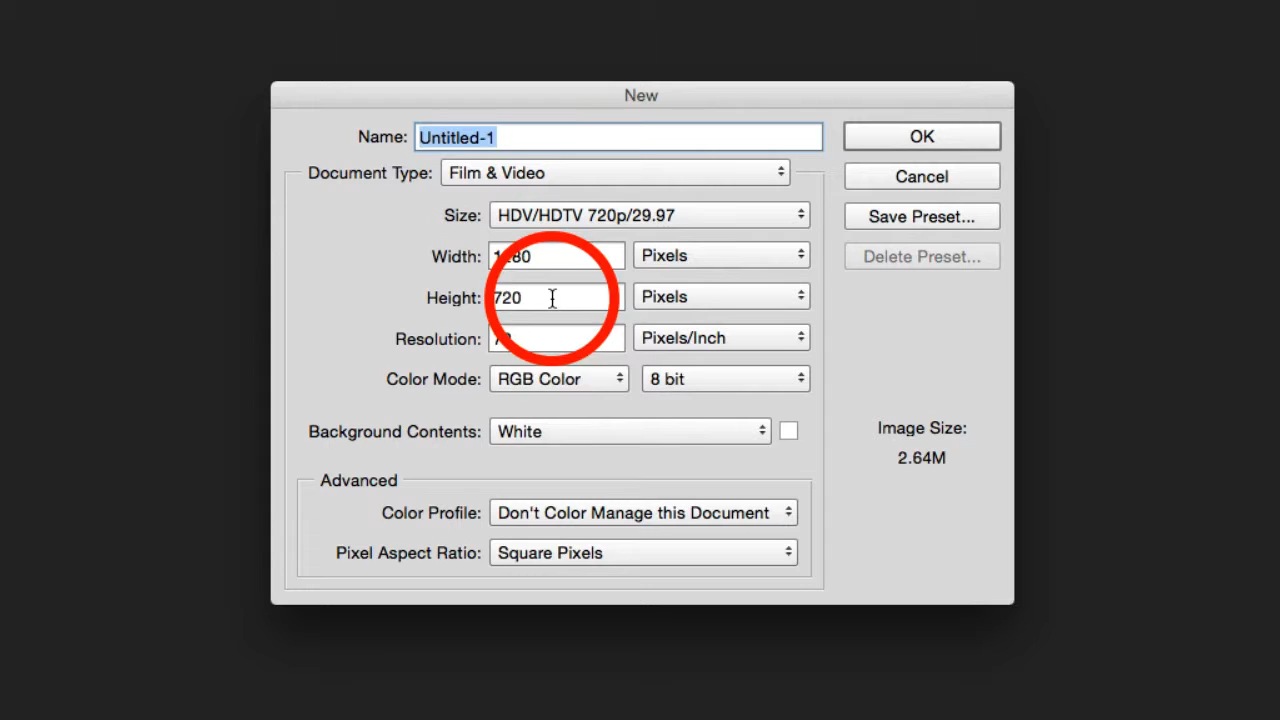 New
Name: Untitled-1
OK
Document Type: Film & Video
Cancel
Size: HDV/HDTV 720p/29.97
Save Preset...
Width: 1280 Pixels
Delete Preset...
Height: 720 Pixels
Resolution: 72 Pixels/Inch
Color Mode: RGB Color 8 bit
Background Contents: White
Image Size:
2.64M
Advanced
Color Profile: Don't Color Manage this Document
Pixel Aspect Ratio: Square Pixels